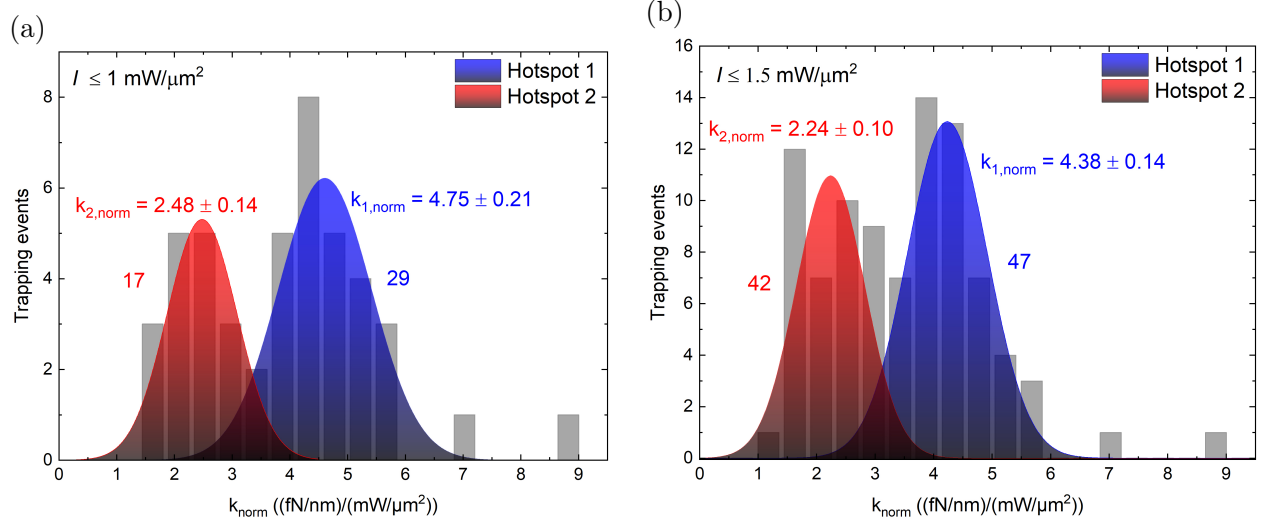 (a)
I ≤ 1 mW/μm²
Hotspot 1
Hotspot 2
k2,norm = 2.48 ± 0.14
k1,norm = 4.75 ± 0.21
17
29
Trapping events
0
2
4
6
8
0 1 2 3 4 5 6 7 8 9
knorm ((fN/nm)/(mW/μm²))
(b)
I ≤ 1.5 mW/μm²
Hotspot 1
Hotspot 2
k2,norm = 2.24 ± 0.10
k1,norm = 4.38 ± 0.14
42
47
Trapping events
0
2
4
6
8
10
12
14
16
0 1 2 3 4 5 6 7 8 9
knorm ((fN/nm)/(mW/μm²))